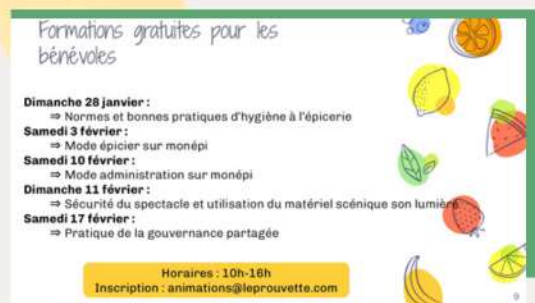 Formations gratuites pour les
bénévoles
Dimanche 28 janvier :
⇒ Normes et bonnes pratiques d'hygiène à l'épicerie
Samedi 3 février :
⇒ Mode épicier sur monépi
Samedi 10 février :
⇒ Mode administration sur monépi
Dimanche 11 février :
⇒ Sécurité du spectacle et utilisation du matériel scénique son lumière
Samedi 17 février :
⇒ Pratique de la gouvernance partagée
Horaires : 10h-16h
Inscription : animations@leprouvette.com
9